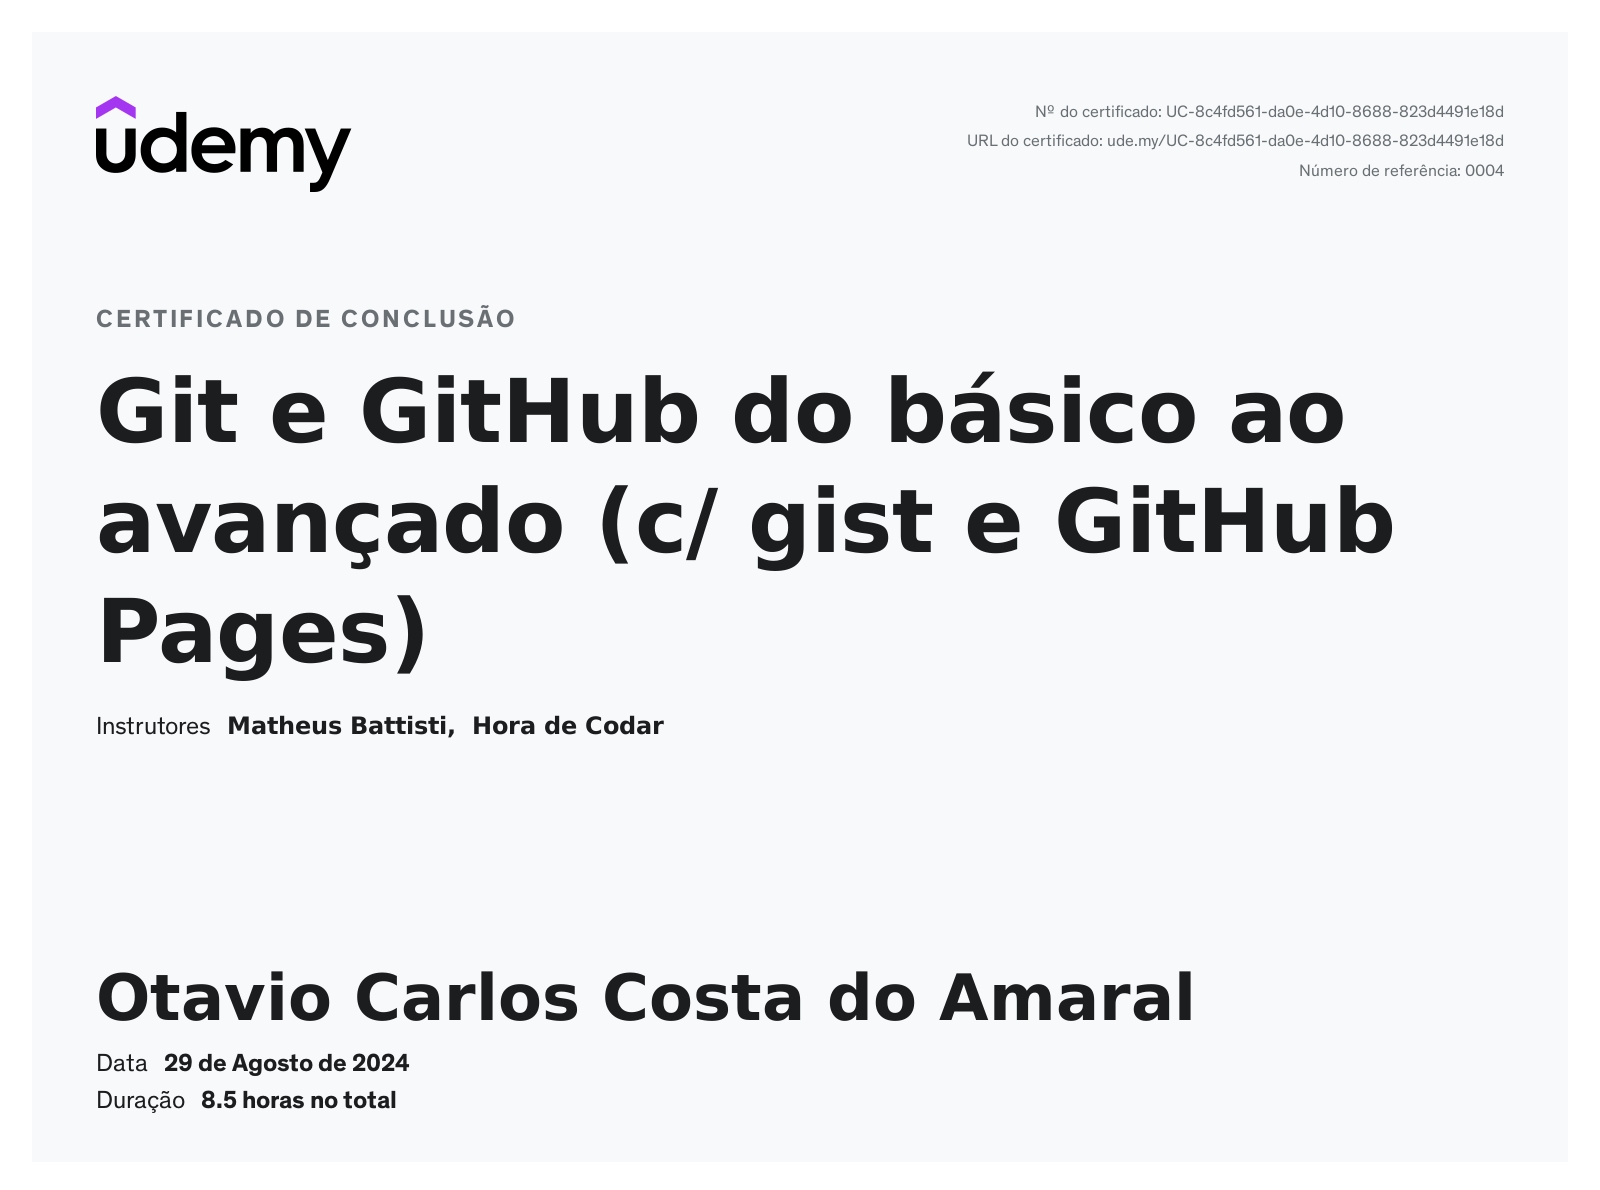 udemy
Nº do certificado: UC-8c4fd561-da0e-4d10-8688-823d4491e18d
URL do certificado: ude.my/UC-8c4fd561-da0e-4d10-8688-823d4491e18d
Número de referência: 0004
CERTIFICADO DE CONCLUSÃO
Git e GitHub do básico ao
avançado (c/ gist e GitHub
Pages)
Instrutores Matheus Battisti, Hora de Codar
Otavio Carlos Costa do Amaral
Data 29 de Agosto de 2024
Duração 8.5 horas no total